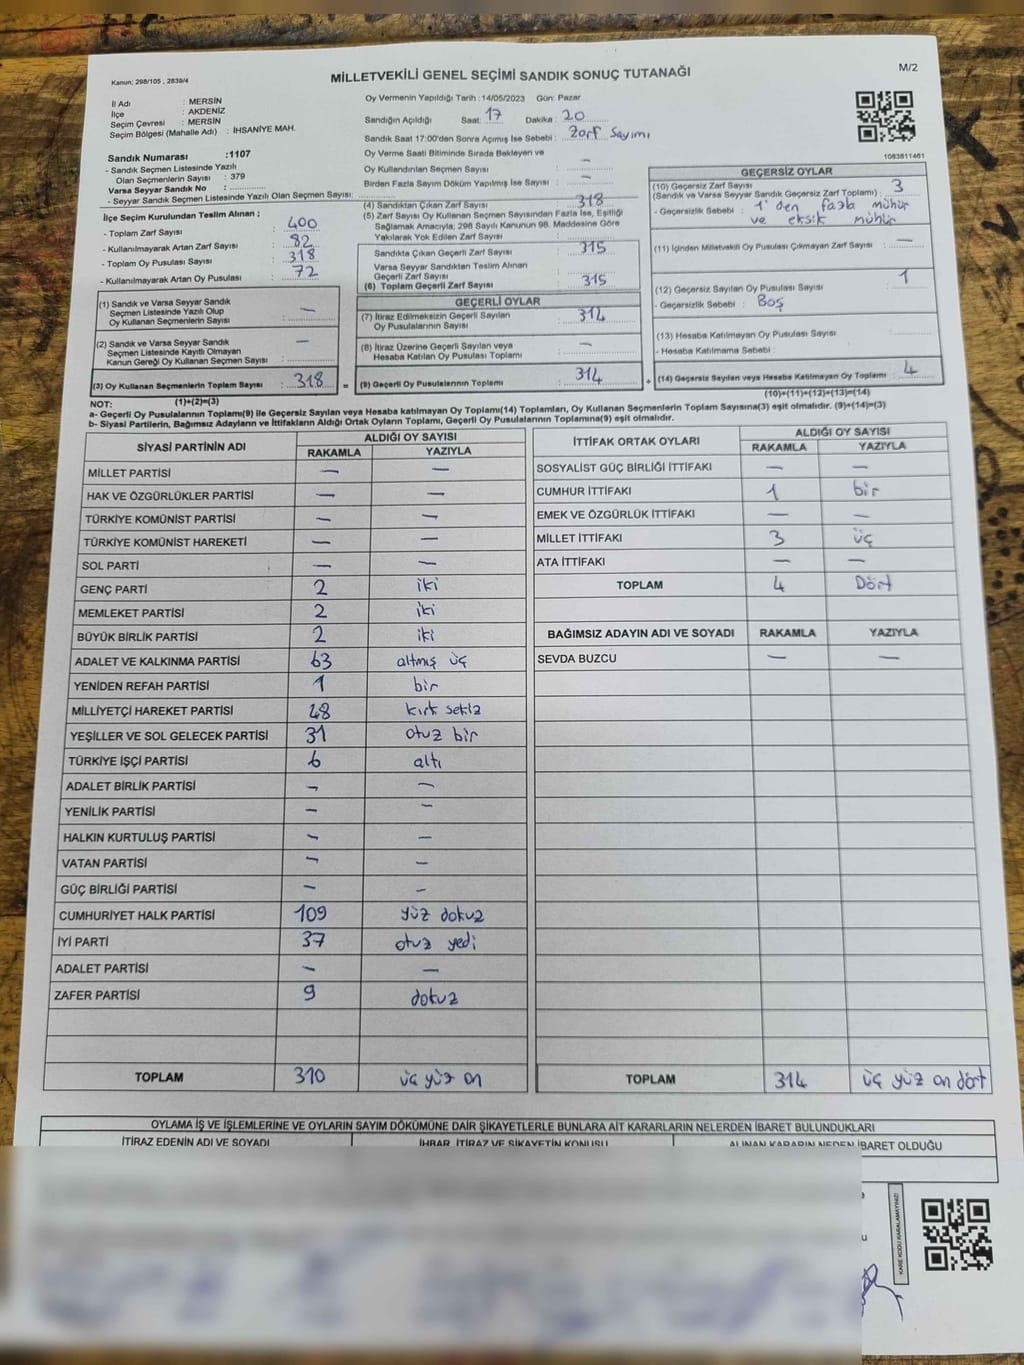 Kanun; 298/105 , 2839/4
MİLLETVEKİLİ GENEL SEÇİMİ SANDIK SONUÇ TUTANAĞI
M/2
İl Adı : MERSİN
İlçe : AKDENİZ
Seçim Çevresi : MERSİN
Seçim Bölgesi (Mahalle Adı) : İHSANİYE MAH.
Sandık Numarası :1107
- Sandık Seçmen Listesinde Yazılı
Olan Seçmenlerin Sayısı : 379
Varsa Seyyar Sandık No :
- Seyyar Sandık Seçmen Listesinde Yazılı Olan Seçmen Sayısı:
İlçe Seçim Kurulundan Teslim Alınan ;
- Toplam Zarf Sayısı : 400
- Kullanılmayarak Artan Zarf Sayısı : 82
- Toplam Oy Pusulası Sayısı : 318
- Kullanılmayarak Artan Oy Pusulası : 72
(1) Sandık ve Varsa Seyyar Sandık
Seçmen Listesinde Yazılı Olup
Oy Kullanan Seçmenlerin Sayısı : —
(2) Sandık ve Varsa Seyyar Sandık
Seçmen Listesinde Kayıtlı Olmayan
Kanun Gereği Oy Kullanan Seçmen Sayısı : —
(3) Oy Kullanan Seçmenlerin Toplam Sayısı : 318 =
Oy Vermenin Yapıldığı Tarih : 14/05/2023 Gün: Pazar
Sandığın Açıldığı Saat: 17 Dakika : 20
Sandık Saat 17:00'den Sonra Açımış İse Sebebi : Zarf Sayımı
Oy Verme Saati Bitiminde Sırada Bekleyen ve
Oy Kullandırılan Seçmen Sayısı : —
Birden Fazla Sayım Döküm Yapılmış İse Sayısı : —
(4) Sandıktan Çıkan Zarf Sayısı : 318
(5) Zarf Sayısı Oy Kullanan Seçmen Sayısından Fazla İse, Eşitliği
Sağlamak Amacıyla; 298 Sayılı Kanunun 98. Maddesine Göre
Yakılarak Yok Edilen Zarf Sayısı :
Sandıkta Çıkan Geçerli Zarf Sayısı : 315
Varsa Seyyar Sandıktan Teslim Alınan
Geçerli Zarf Sayısı :
(6) Toplam Geçerli Zarf Sayısı : 315
GEÇERLİ OYLAR
(7) İtiraz Edilmeksizin Geçerli Sayılan
Oy Pusulalarının Sayısı : 314
(8) İtiraz Üzerine Geçerli Sayılan veya
Hesaba Katılan Oy Pusulası Toplamı : —
(9) Geçerli Oy Pusulalarının Toplamı : 314 +
1083811461
GEÇERSİZ OYLAR
(10) Geçersiz Zarf Sayısı
(Sandık ve Varsa Seyyar Sandık Geçersiz Zarf Toplamı) : 3
- Geçersizlik Sebebi : 1'den fazla mühür
ve eksik mühür
(11) İçinden Milletvekili Oy Pusulası Çıkmayan Zarf Sayısı : —
(12) Geçersiz Sayılan Oy Pusulası Sayısı : 1
- Geçersizlik Sebebi : Boş
(13) Hesaba Katılmayan Oy Pusulası Sayısı :
- Hesaba Katılmama Sebebi :
(14) Geçersiz Sayılan veya Hesaba Katılmayan Oy Toplamı : 4
NOT: (1)+(2)=(3) (10)+(11)+(12)+(13)=(14)
a- Geçerli Oy Pusulalarının Toplamı(9) ile Geçersiz Sayılan veya Hesaba katılmayan Oy Toplamı(14) Toplamları, Oy Kullanan Seçmenlerin Toplam Sayısına(3) eşit olmalıdır. (9)+(14)=(3)
b- Siyasi Partilerin, Bağımsız Adayların ve İttifakların Aldığı Ortak Oyların Toplamı, Geçerli Oy Pusulalarının Toplamına(9) eşit olmalıdır.
SİYASİ PARTİNİN ADI ALDIĞI OY SAYISI
RAKAMLA YAZIYLA
MİLLET PARTİSİ — —
HAK VE ÖZGÜRLÜKLER PARTİSİ — —
TÜRKİYE KOMÜNİST PARTİSİ — —
TÜRKİYE KOMÜNİST HAREKETİ — —
SOL PARTİ — —
GENÇ PARTİ 2 iki
MEMLEKET PARTİSİ 2 iki
BÜYÜK BİRLİK PARTİSİ 2 iki
ADALET VE KALKINMA PARTİSİ 63 altmış üç
YENİDEN REFAH PARTİSİ 1 bir
MİLLİYETÇİ HAREKET PARTİSİ 48 kırk sekiz
YEŞİLLER VE SOL GELECEK PARTİSİ 31 otuz bir
TÜRKİYE İŞÇİ PARTİSİ 6 altı
ADALET BİRLİK PARTİSİ — —
YENİLİK PARTİSİ — —
HALKIN KURTULUŞ PARTİSİ — —
VATAN PARTİSİ — —
GÜÇ BİRLİĞİ PARTİSİ — —
CUMHURİYET HALK PARTİSİ 109 yüz dokuz
İYİ PARTİ 37 otuz yedi
ADALET PARTİSİ — —
ZAFER PARTİSİ 9 dokuz
TOPLAM 310 üç yüz on
İTTİFAK ORTAK OYLARI ALDIĞI OY SAYISI
RAKAMLA YAZIYLA
SOSYALİST GÜÇ BİRLİĞİ İTTİFAKI — —
CUMHUR İTTİFAKI 1 bir
EMEK VE ÖZGÜRLÜK İTTİFAKI — —
MİLLET İTTİFAKI 3 üç
ATA İTTİFAKI — —
TOPLAM 4 Dört
BAĞIMSIZ ADAYIN ADI VE SOYADI RAKAMLA YAZIYLA
SEVDA BUZCU — —
TOPLAM 314 üç yüz on dört
OYLAMA İŞ VE İŞLEMLERİNE VE OYLARIN SAYIM DÖKÜMÜNE DAİR ŞİKAYETLERLE BUNLARA AİT KARARLARIN NELERDEN İBARET BULUNDUKLARI
İTİRAZ EDENİN ADI VE SOYADI İHBAR, İTİRAZ VE ŞİKAYETİN KONUSU ALINAN KARARIN NEDEN İBARET OLDUĞU
KARE KODU KARALAMAYINIZ!